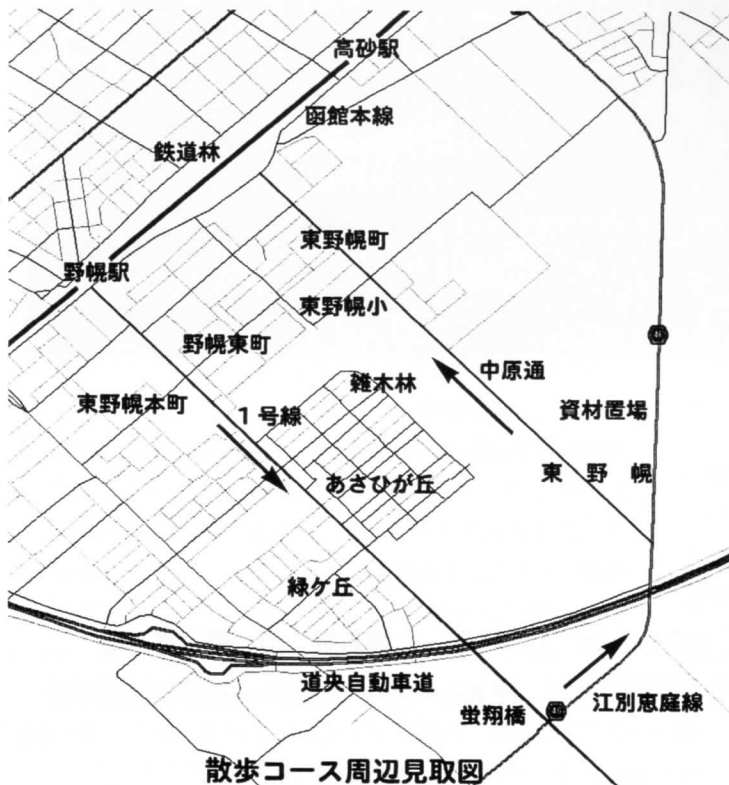 高砂駅
函館本線
鉄道林
東野幌町
野幌駅
東野幌小
野幌東町
中原通
雑木林
東野幌本町
1号線
資材置場
あさひが丘
東野幌
緑ケ丘
道央自動車道
江別恵庭線
蛍翔橋
散歩コース周辺見取図